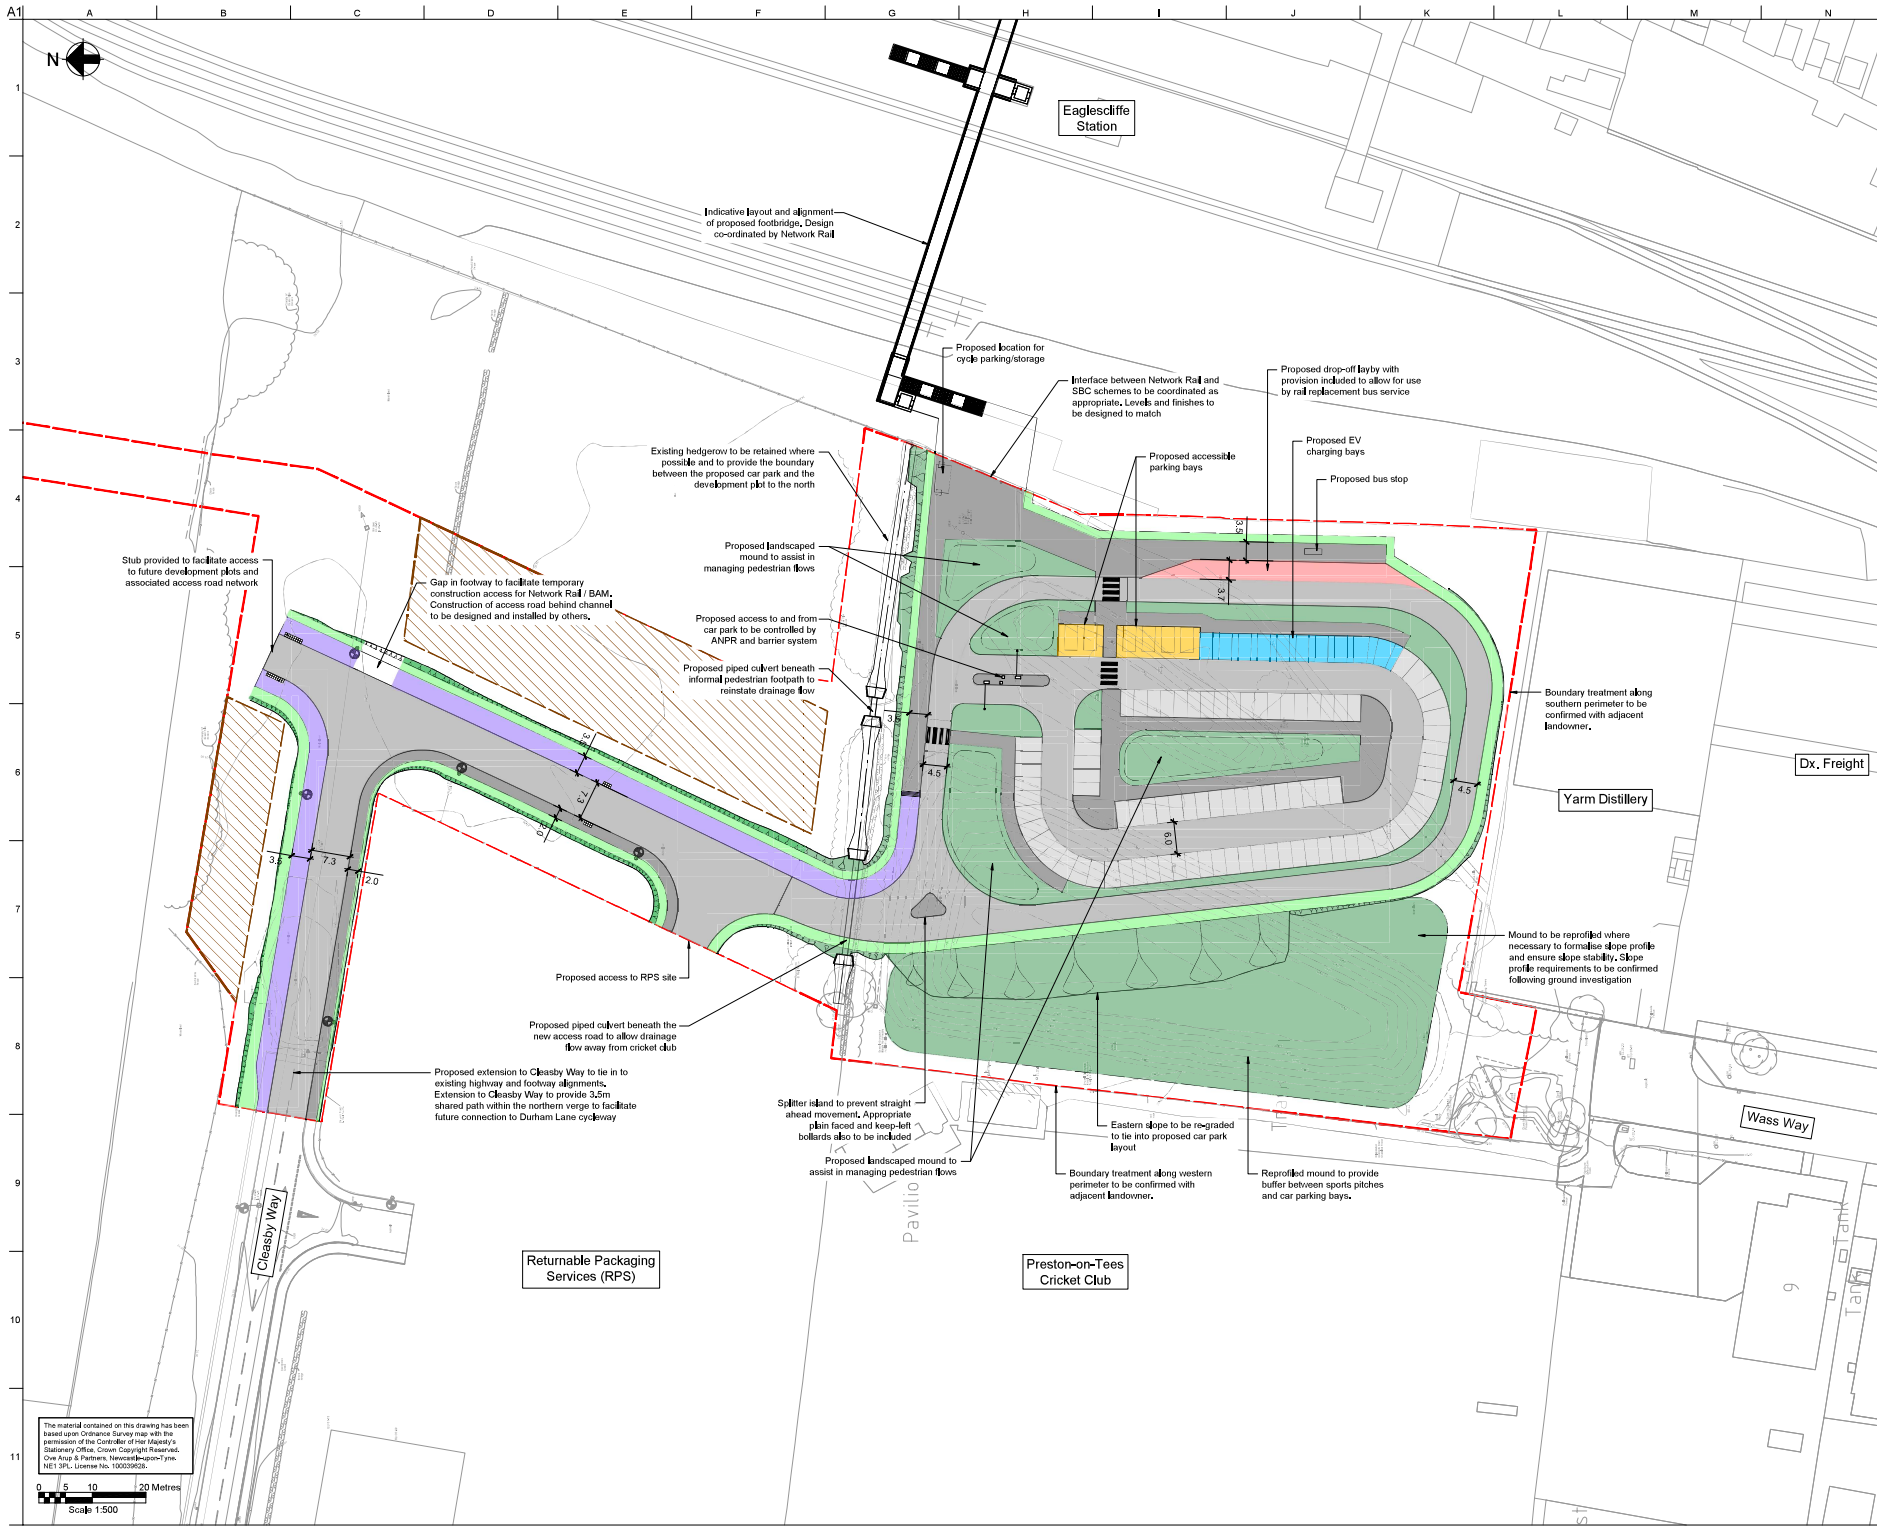 A1
A
B
C
D
E
F
G
H
I
J
K
L
M
N
1
2
3
4
5
6
7
8
9
10
11
N
Eaglescliffe
Station
Indicative layout and alignment
of proposed footbridge. Design
co-ordinated by Network Rail
Proposed location for
cycle parking/storage
Interface between Network Rail and
SBC schemes to be coordinated as
appropriate. Levels and finishes to
be designed to match
Proposed drop-off layby with
provision included to allow for use
by rail replacement bus service
Existing hedgerow to be retained where
possible and to provide the boundary
between the proposed car park and the
development plot to the north
Proposed accessible
parking bays
Proposed EV
charging bays
Proposed bus stop
3.5
3.7
Proposed landscaped
mound to assist in
managing pedestrian flows
Stub provided to facilitate access
to future development plots and
associated access road network
Gap in footway to facilitate temporary
construction access for Network Rail / BAM.
Construction of access road behind channel
to be designed and installed by others.
Proposed access to and from
car park to be controlled by
ANPR and barrier system
Proposed piped culvert beneath
informal pedestrian footpath to
reinstate drainage flow
Boundary treatment along
southern perimeter to be
confirmed with adjacent
landowner.
3.5
3.5
4.5
7.3
2.0
4.5
6.0
3.5
7.3
2.0
Dx. Freight
Yarm Distillery
Mound to be reprofiled where
necessary to formalise slope profile
and ensure slope stability. Slope
profile requirements to be confirmed
following ground investigation
Proposed access to RPS site
Proposed piped culvert beneath the
new access road to allow drainage
flow away from cricket club
Proposed extension to Cleasby Way to tie in to
existing highway and footway alignments.
Extension to Cleasby Way to provide 3.5m
shared path within the northern verge to facilitate
future connection to Durham Lane cycleway
Splitter island to prevent straight
ahead movement. Appropriate
plain faced and keep-left
bollards also to be included
Eastern slope to be re-graded
to tie into proposed car park
layout
Proposed landscaped mound to
assist in managing pedestrian flows
Boundary treatment along western
perimeter to be confirmed with
adjacent landowner.
Reprofiled mound to provide
buffer between sports pitches
and car parking bays.
Wass Way
Cleasby Way
Pavilio
Returnable Packaging
Services (RPS)
Preston-on-Tees
Cricket Club
Tank
Tank
9
st
The material contained on this drawing has been
based upon Ordnance Survey map with the
permission of the Controller of Her Majesty's
Stationery Office, Crown Copyright Reserved.
Ove Arup & Partners, Newcastle-upon-Tyne.
NE1 3PL. License No. 100039628.
0 5 10 20 Metres
Scale 1:500